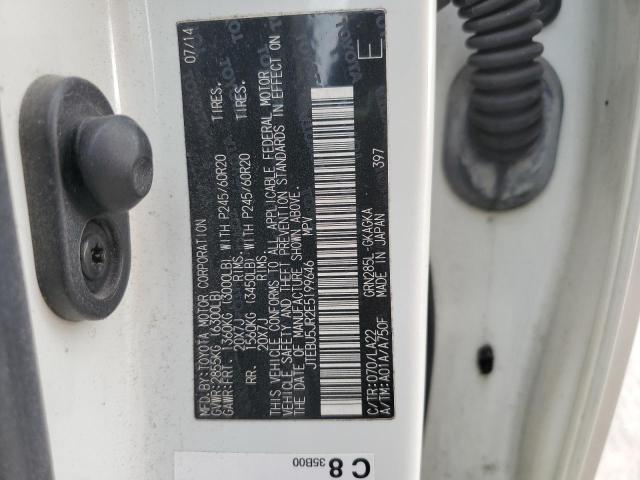 MFD.BY:TOYOTA MOTOR CORPORATION 07/14
GVWR:2855KG (6300LB)
GAWR:FRT. 1360KG (3000LB) WITH P245/60R20 TIRES,
20X7J RIMS.
RR. 1560KG (3450LB) WITH P245/60R20 TIRES,
20X7J RIMS.
THIS VEHICLE CONFORMS TO ALL APPLICABLE FEDERAL MOTOR
VEHICLE SAFETY AND THEFT PREVENTION STANDARDS IN EFFECT ON
THE DATE OF MANUFACTURE SHOWN ABOVE.
JTEBU5JR2E5199646 MPV
E
C/TR:070/LA22 GRN285L-GKAGKA 397
A/TM:A01A/A750F MADE IN JAPAN
C8
35B00
TOYOTA